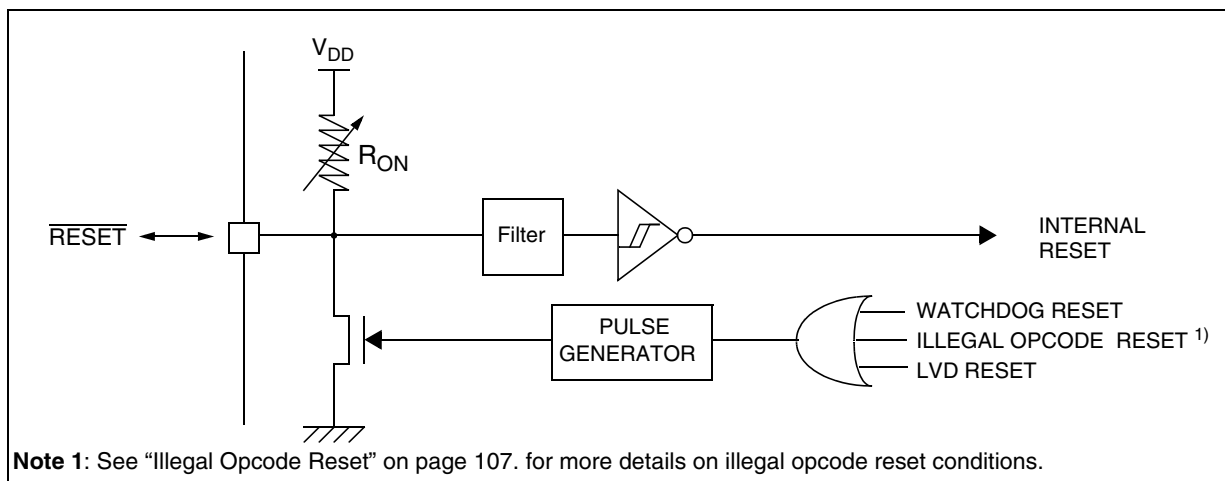 VDD
RON
RESET
Filter
INTERNAL
RESET
PULSE
GENERATOR
WATCHDOG RESET
ILLEGAL OPCODE RESET 1)
LVD RESET
Note 1: See “Illegal Opcode Reset” on page 107. for more details on illegal opcode reset conditions.